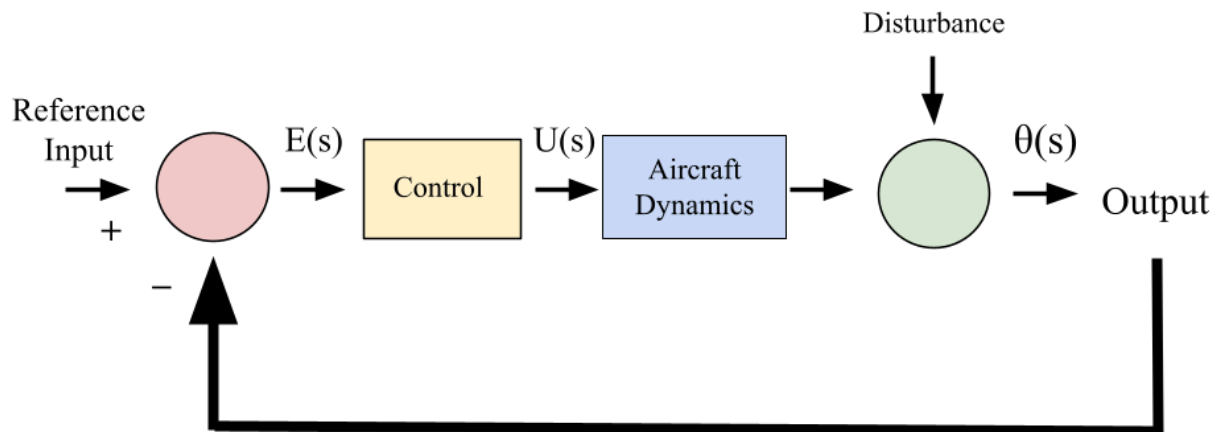 Disturbance
Reference
Input
+
−
E(s)
Control
U(s)
Aircraft
Dynamics
θ(s)
Output